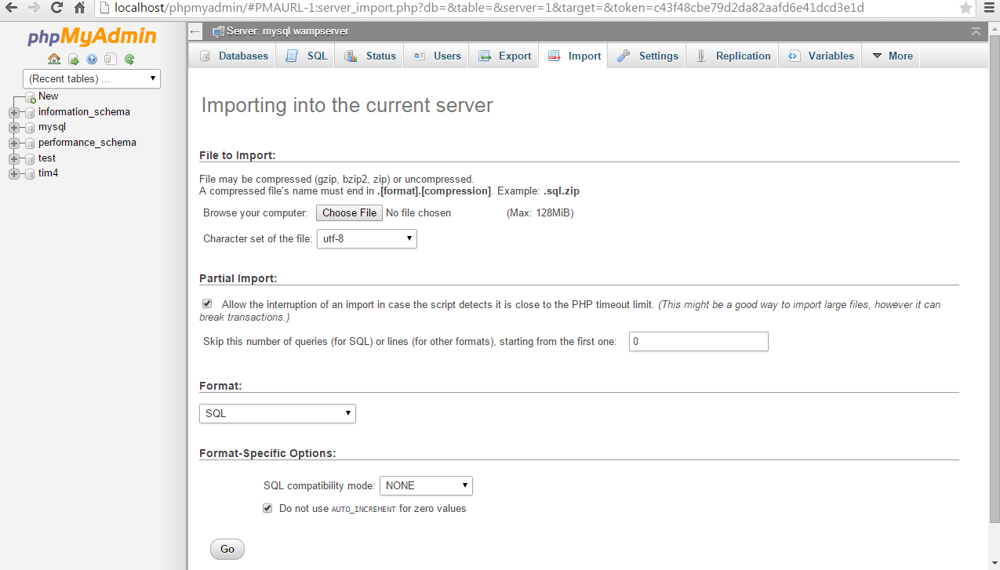 localhost/phpmyadmin/#PMAURL-1:server_import.php?db=&table=&server=1&target=&token=c43f48cbe79d2da82aafd6e41dcd3e1d
phpMyAdmin
(Recent tables) ...
New
information_schema
mysql
performance_schema
test
tim4
Server: mysql wampserver
Databases SQL Status Users Export Import Settings Replication Variables More
Importing into the current server
File to Import:
File may be compressed (gzip, bzip2, zip) or uncompressed.
A compressed file's name must end in .[format].[compression]. Example: .sql.zip
Browse your computer: Choose File No file chosen (Max: 128MiB)
Character set of the file: utf-8
Partial Import:
Allow the interruption of an import in case the script detects it is close to the PHP timeout limit. (This might be a good way to import large files, however it can
break transactions.)
Skip this number of queries (for SQL) or lines (for other formats), starting from the first one: 0
Format:
SQL
Format-Specific Options:
SQL compatibility mode: NONE
Do not use AUTO_INCREMENT for zero values
Go